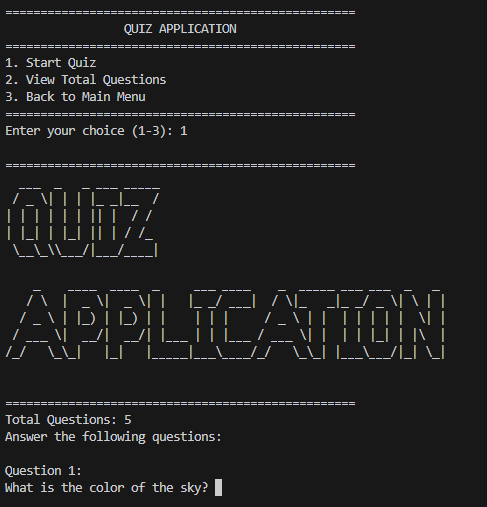 ==================================================
QUIZ APPLICATION
==================================================
1. Start Quiz
2. View Total Questions
3. Back to Main Menu
==================================================
Enter your choice (1-3): 1
==================================================
QUIZ
APPLICATION
==================================================
Total Questions: 5
Answer the following questions:
Question 1:
What is the color of the sky?